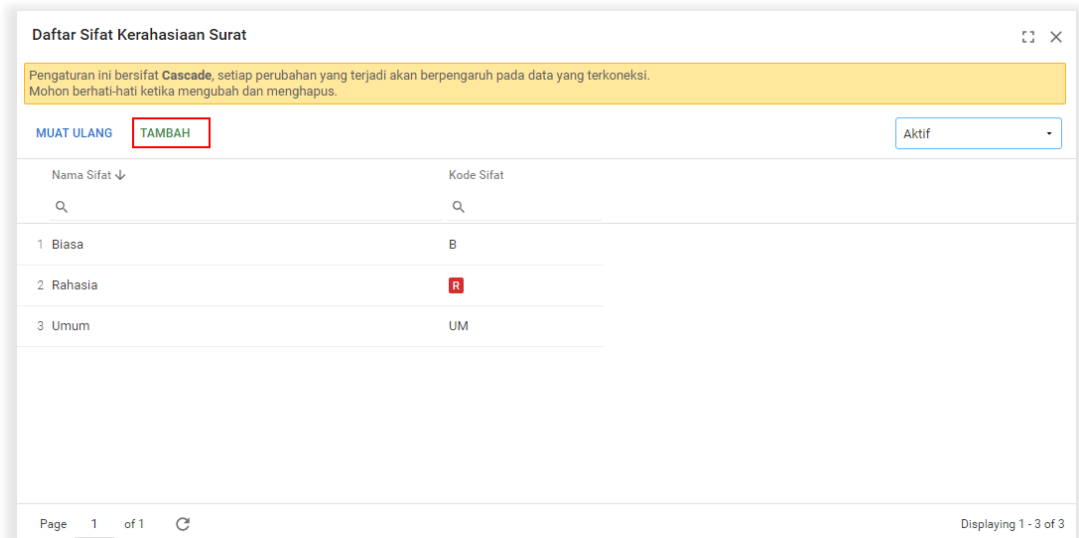 Daftar Sifat Kerahasiaan Surat
Pengaturan ini bersifat Cascade, setiap perubahan yang terjadi akan berpengaruh pada data yang terkoneksi.
Mohon berhati-hati ketika mengubah dan menghapus.
MUAT ULANG TAMBAH Aktif
Nama Sifat Kode Sifat
1 Biasa B
2 Rahasia R
3 Umum UM
Page 1 of 1 Displaying 1 - 3 of 3